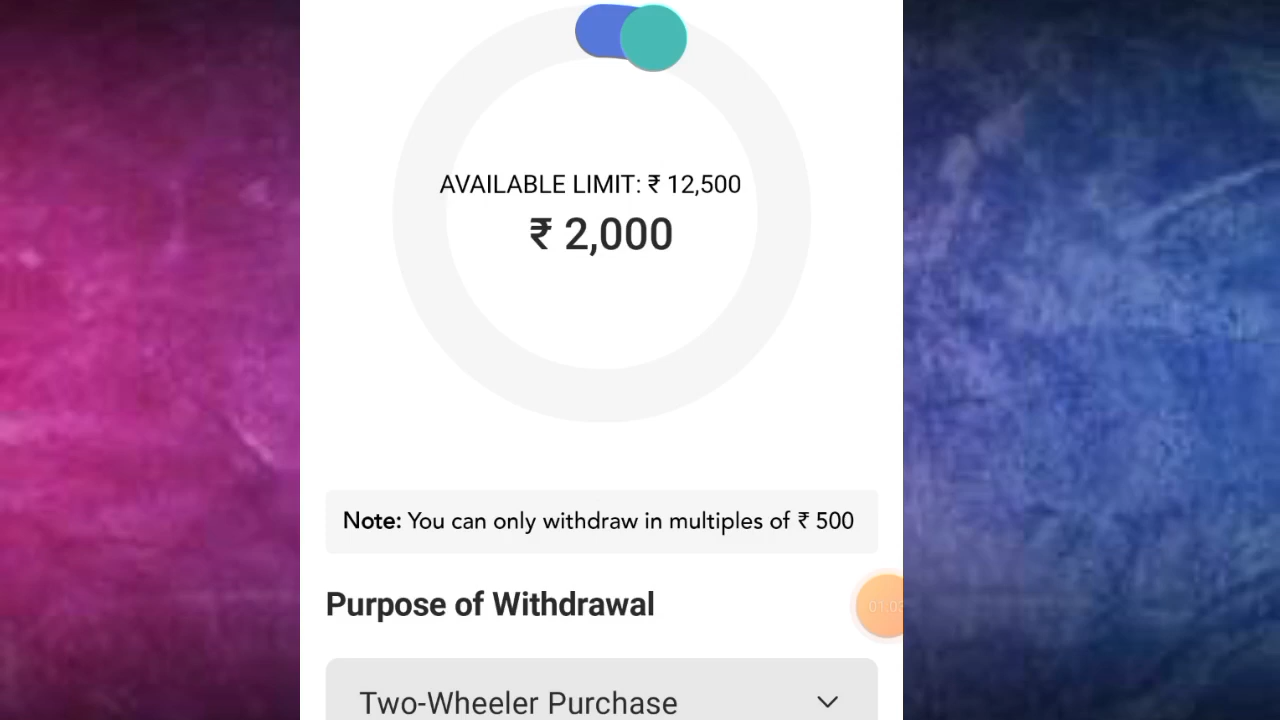 AVAILABLE LIMIT: ₹ 12,500
₹ 2,000
Note: You can only withdraw in multiples of ₹ 500
Purpose of Withdrawal
Two-Wheeler Purchase